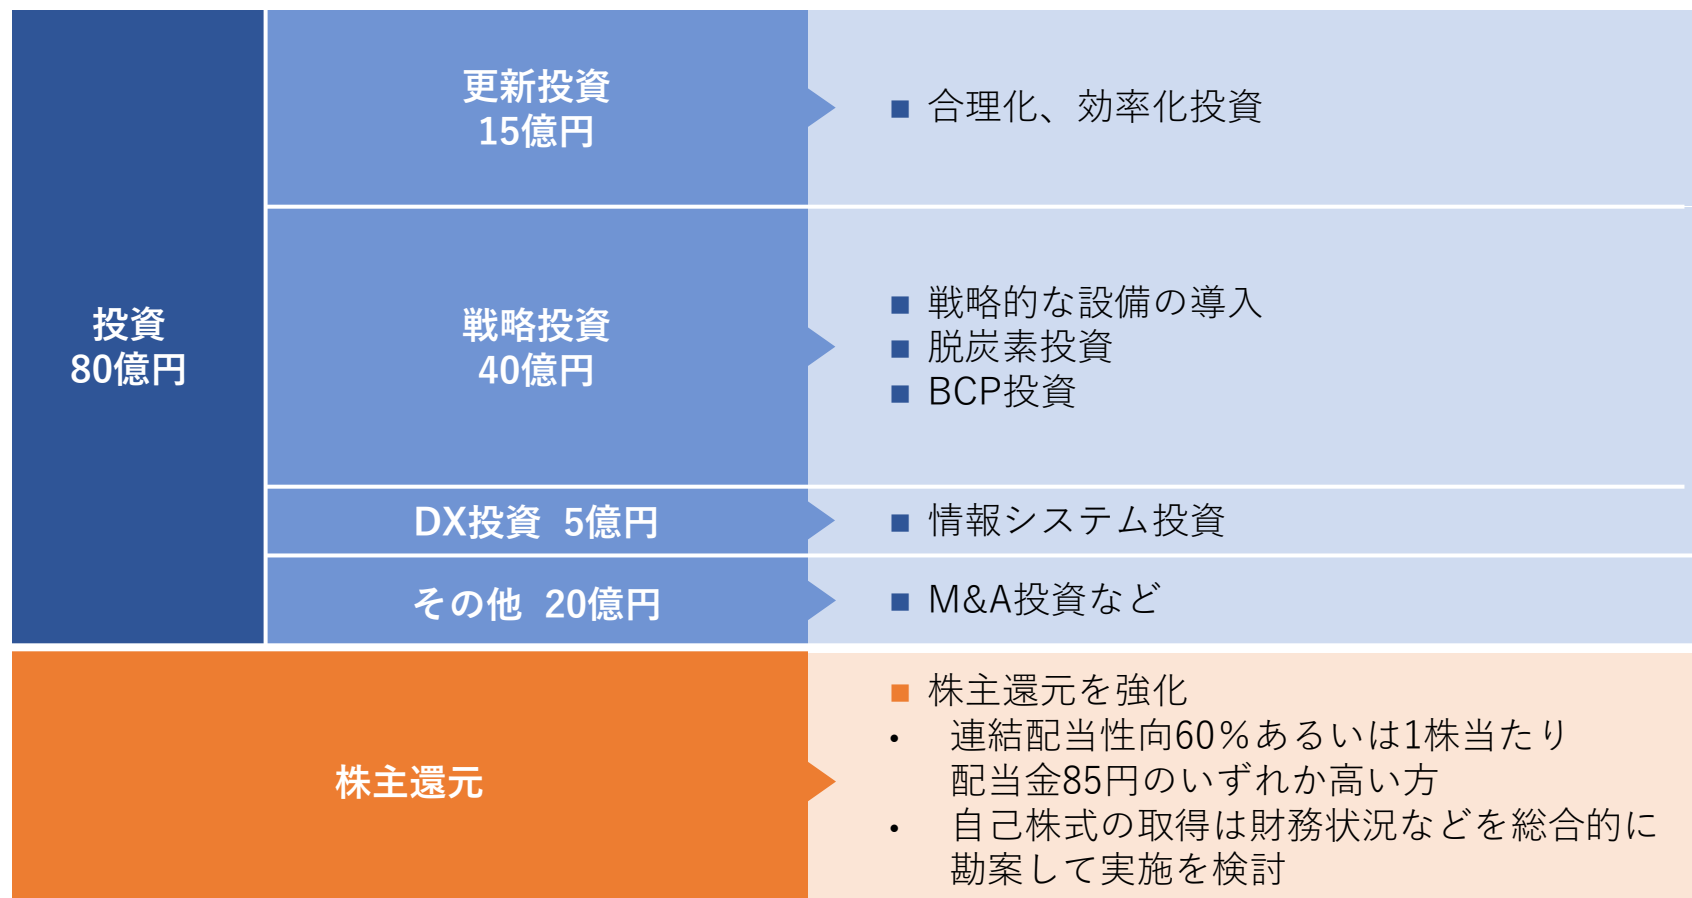 投資
80億円
更新投資
15億円
■ 合理化、効率化投資
戦略投資
40億円
■ 戦略的な設備の導入
■ 脱炭素投資
■ BCP投資
DX投資 5億円
■ 情報システム投資
その他 20億円
■ M&A投資など
株主還元
■ 株主還元を強化
• 連結配当性向60%あるいは1株当たり
配当金85円のいずれか高い方
• 自己株式の取得は財務状況などを総合的に
勘案して実施を検討